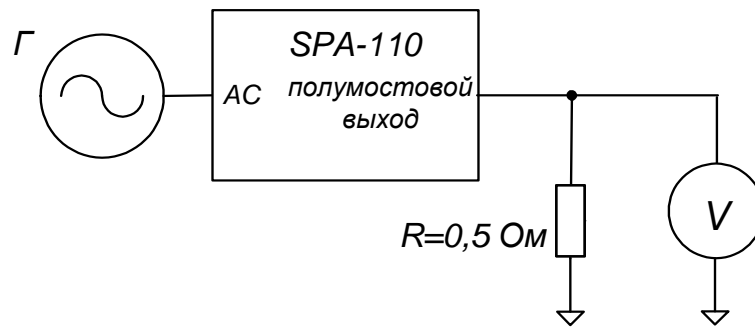 Г
SPA-110
AC
полумостовой
выход
R=0,5 Ом
V